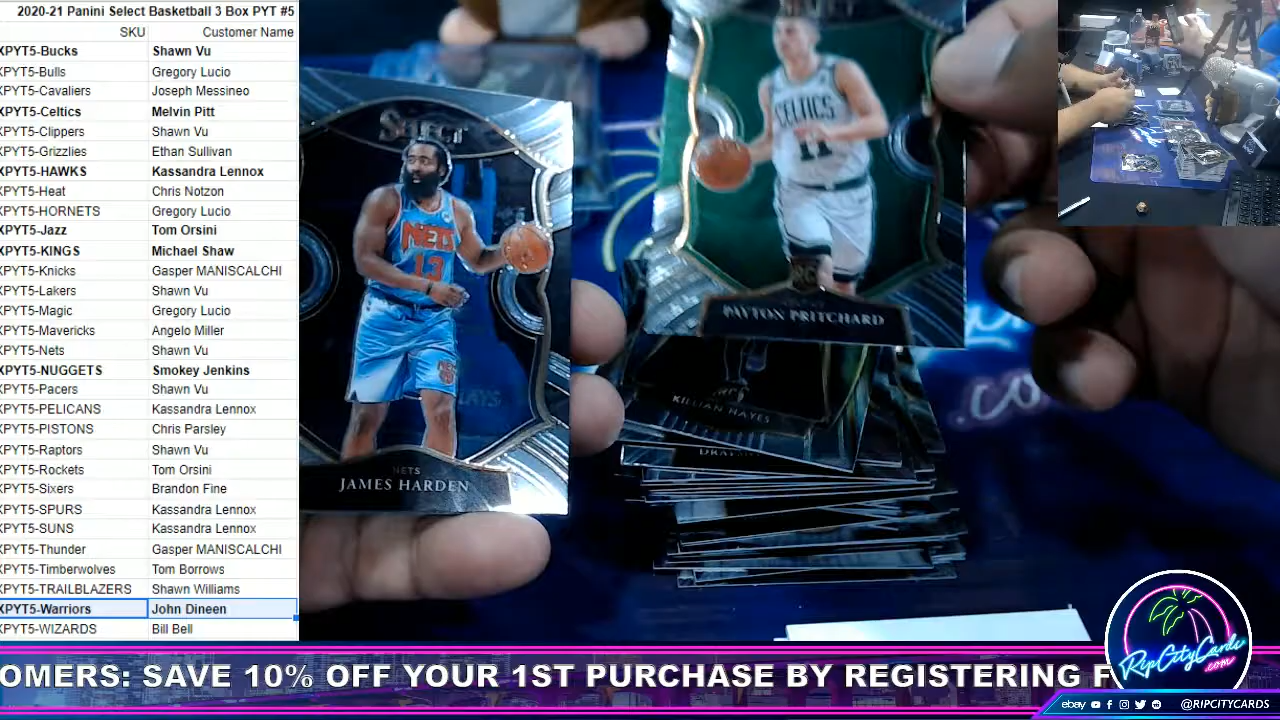 2020-21 Panini Select Basketball 3 Box PYT #5
SKU Customer Name
XPYT5-Bucks Shawn Vu
XPYT5-Bulls Gregory Lucio
XPYT5-Cavaliers Joseph Messineo
XPYT5-Celtics Melvin Pitt
XPYT5-Clippers Shawn Vu
XPYT5-Grizzlies Ethan Sullivan
XPYT5-HAWKS Kassandra Lennox
XPYT5-Heat Chris Notzon
XPYT5-HORNETS Gregory Lucio
XPYT5-Jazz Tom Orsini
XPYT5-KINGS Michael Shaw
XPYT5-Knicks Gasper MANISCALCHI
XPYT5-Lakers Shawn Vu
XPYT5-Magic Gregory Lucio
XPYT5-Mavericks Angelo Miller
XPYT5-Nets Shawn Vu
XPYT5-NUGGETS Smokey Jenkins
XPYT5-Pacers Shawn Vu
XPYT5-PELICANS Kassandra Lennox
XPYT5-PISTONS Chris Parsley
XPYT5-Raptors Shawn Vu
XPYT5-Rockets Tom Orsini
XPYT5-Sixers Brandon Fine
XPYT5-SPURS Kassandra Lennox
XPYT5-SUNS Kassandra Lennox
XPYT5-Thunder Gasper MANISCALCHI
XPYT5-Timberwolves Tom Borrows
XPYT5-TRAILBLAZERS Shawn Williams
XPYT5-Warriors John Dineen
XPYT5-WIZARDS Bill Bell
SELECT
NETS
13
NETS
JAMES HARDEN
CELTICS
11
RC
PAYTON PRITCHARD
KILLIAN HAYES
.co
OMERS: SAVE 10% OFF YOUR 1ST PURCHASE BY REGISTERING F
RipCityCards
.com
ebay @RIPCITYCARDS